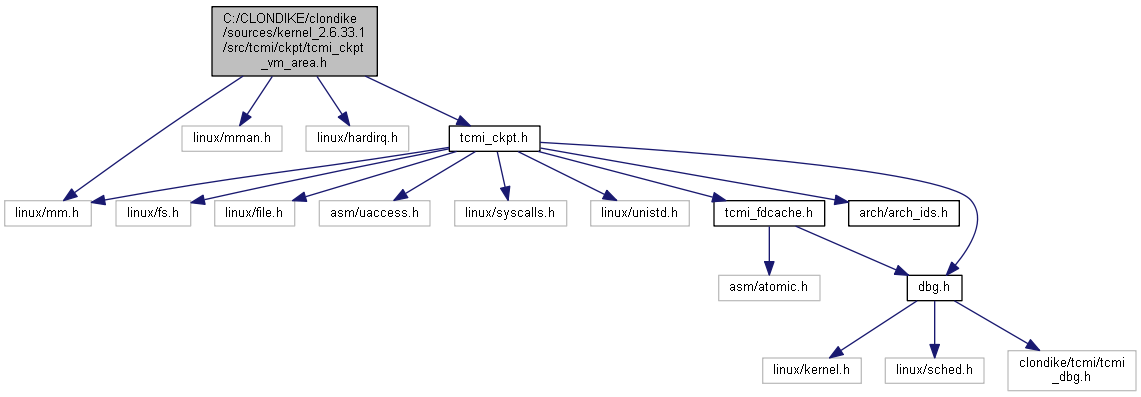 C:/CLONDIKE/clondike
/sources/kernel_2.6.33.1
/src/tcmi/ckpt/tcmi_ckpt
_vm_area.h
linux/mman.h
linux/hardirq.h
tcmi_ckpt.h
linux/mm.h
linux/fs.h
linux/file.h
asm/uaccess.h
linux/syscalls.h
linux/unistd.h
tcmi_fdcache.h
arch/arch_ids.h
asm/atomic.h
dbg.h
linux/kernel.h
linux/sched.h
clondike/tcmi/tcmi
_dbg.h